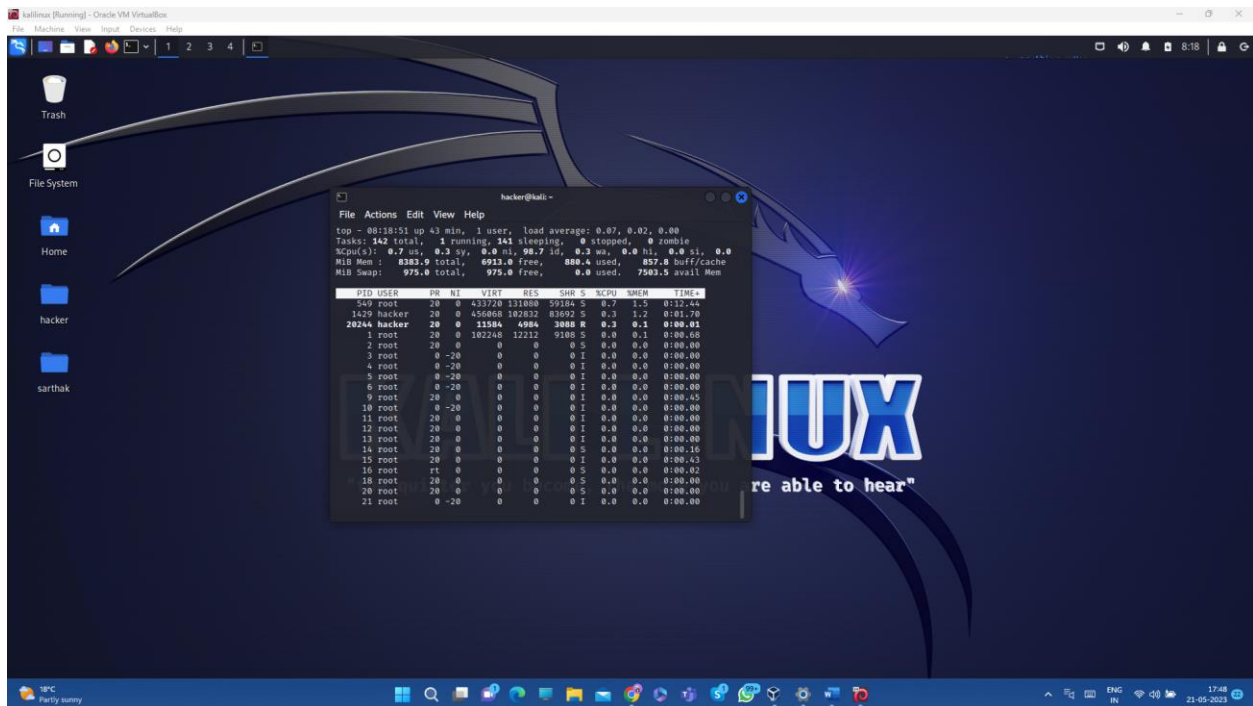 kalilinux [Running] - Oracle VM VirtualBox
File Machine View Input Devices Help
1 2 3 4
8:18
Trash
File System
Home
hacker
sarthak
hacker@kali: ~
File Actions Edit View Help
top - 08:18:51 up 43 min, 1 user, load average: 0.07, 0.02, 0.00
Tasks: 142 total, 1 running, 141 sleeping, 0 stopped, 0 zombie
%Cpu(s): 0.7 us, 0.3 sy, 0.0 ni, 98.7 id, 0.3 wa, 0.0 hi, 0.0 si, 0.0
MiB Mem : 8383.9 total, 6913.0 free, 880.4 used, 857.8 buff/cache
MiB Swap: 975.0 total, 975.0 free, 0.0 used. 7503.5 avail Mem
PID USER PR NI VIRT RES SHR S %CPU %MEM TIME+
549 root 20 0 433720 131080 59184 S 0.7 1.5 0:12.44
1429 hacker 20 0 456068 102832 83692 S 0.3 1.2 0:01.70
20244 hacker 20 0 11584 4984 3088 R 0.3 0.1 0:00.01
1 root 20 0 102248 12212 9108 S 0.0 0.1 0:00.68
2 root 20 0 0 0 0 S 0.0 0.0 0:00.00
3 root 0 -20 0 0 0 I 0.0 0.0 0:00.00
4 root 0 -20 0 0 0 I 0.0 0.0 0:00.00
5 root 0 -20 0 0 0 I 0.0 0.0 0:00.00
6 root 0 -20 0 0 0 I 0.0 0.0 0:00.00
9 root 20 0 0 0 0 I 0.0 0.0 0:00.45
10 root 0 -20 0 0 0 I 0.0 0.0 0:00.00
11 root 20 0 0 0 0 I 0.0 0.0 0:00.00
12 root 20 0 0 0 0 I 0.0 0.0 0:00.00
13 root 20 0 0 0 0 I 0.0 0.0 0:00.00
14 root 20 0 0 0 0 S 0.0 0.0 0:00.16
15 root 20 0 0 0 0 I 0.0 0.0 0:00.43
16 root rt 0 0 0 0 S 0.0 0.0 0:00.02
18 root 20 0 0 0 0 S 0.0 0.0 0:00.00
20 root 20 0 0 0 0 S 0.0 0.0 0:00.00
21 root 0 -20 0 0 0 I 0.0 0.0 0:00.00
NUX
re able to hear"
18°C
Partly sunny
99+
ENG
IN
17:48
21-05-2023
22